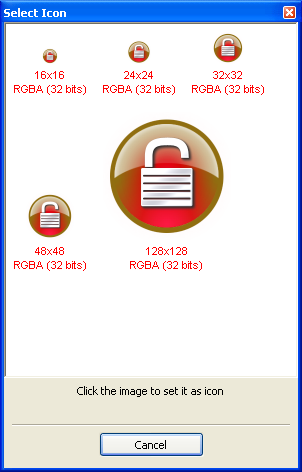 Select Icon
16x16
RGBA (32 bits)
24x24
RGBA (32 bits)
32x32
RGBA (32 bits)
48x48
RGBA (32 bits)
128x128
RGBA (32 bits)
Click the image to set it as icon
Cancel